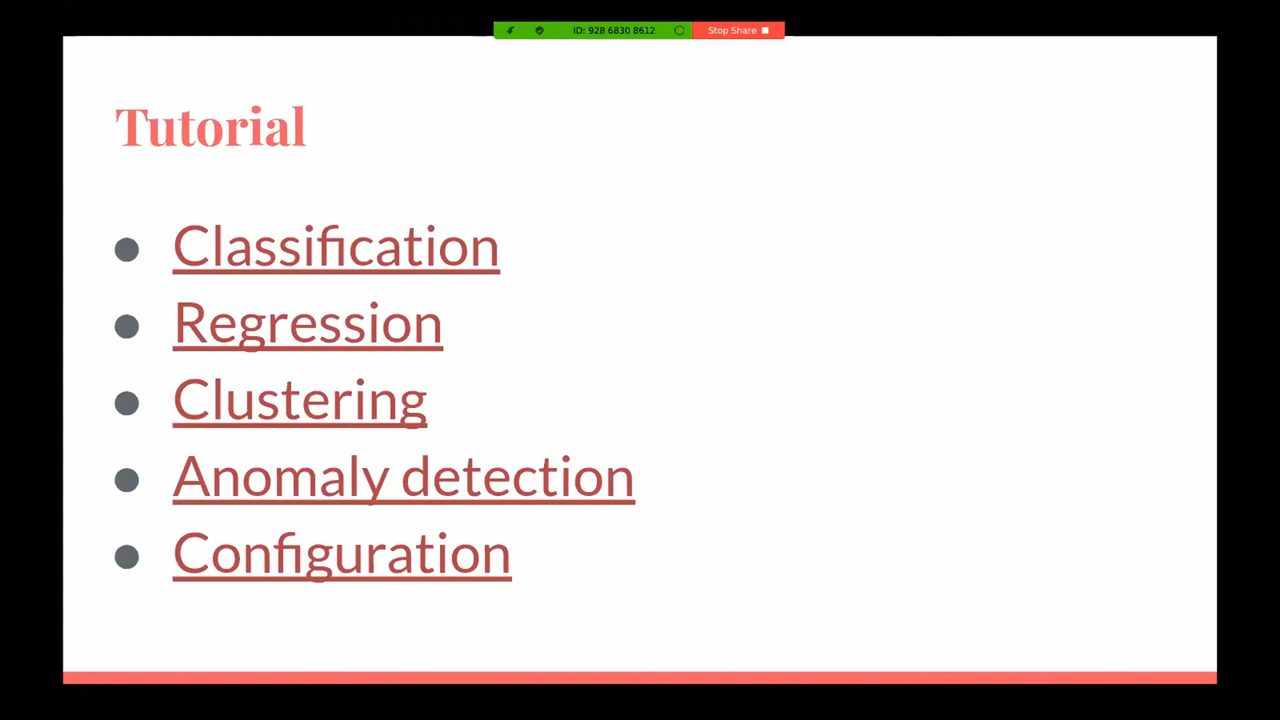 ID: 928 6830 8612 Stop Share
Tutorial
Classification
Regression
Clustering
Anomaly detection
Configuration